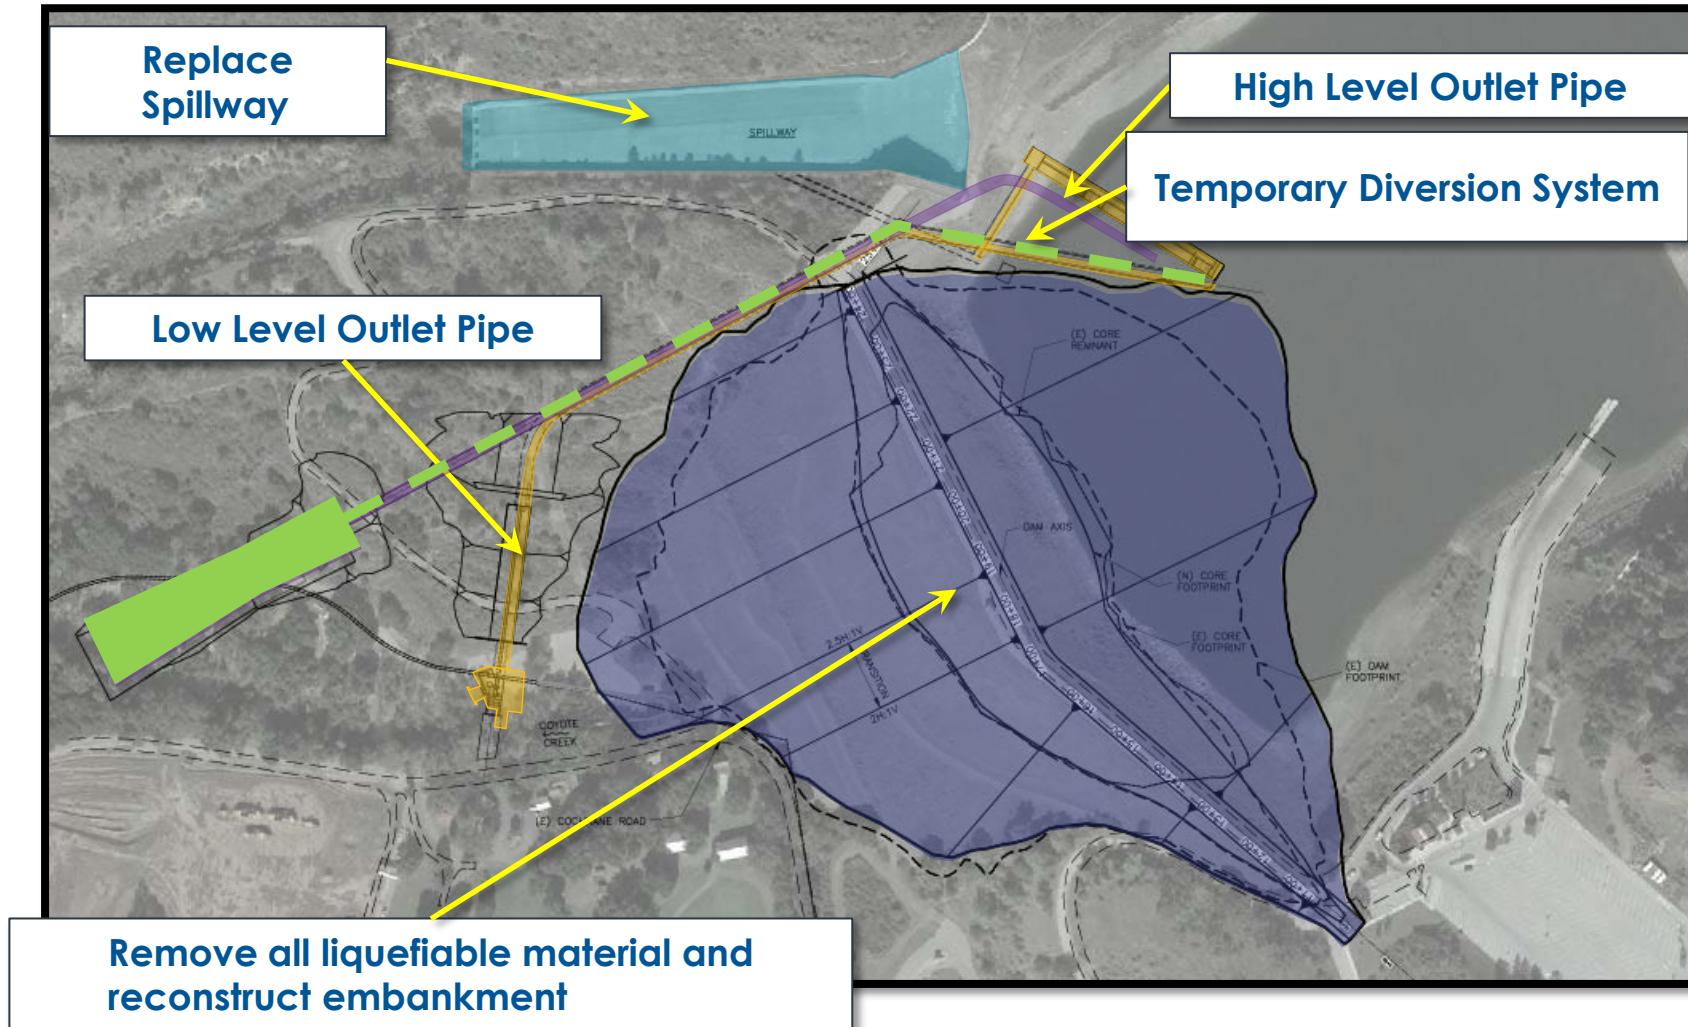 Replace
Spillway
High Level Outlet Pipe
SPILLWAY
Temporary Diversion System
Low Level Outlet Pipe
(E) CORE
REMNANT
DAM AXIS
(N) CORE
FOOTPRINT
2.5H:1V
TRANSITION
2H:1V
(E) CORE
FOOTPRINT
(E) DAM
FOOTPRINT
COYOTE
CREEK
(E) COCHRANE ROAD
Remove all liquefiable material and
reconstruct embankment